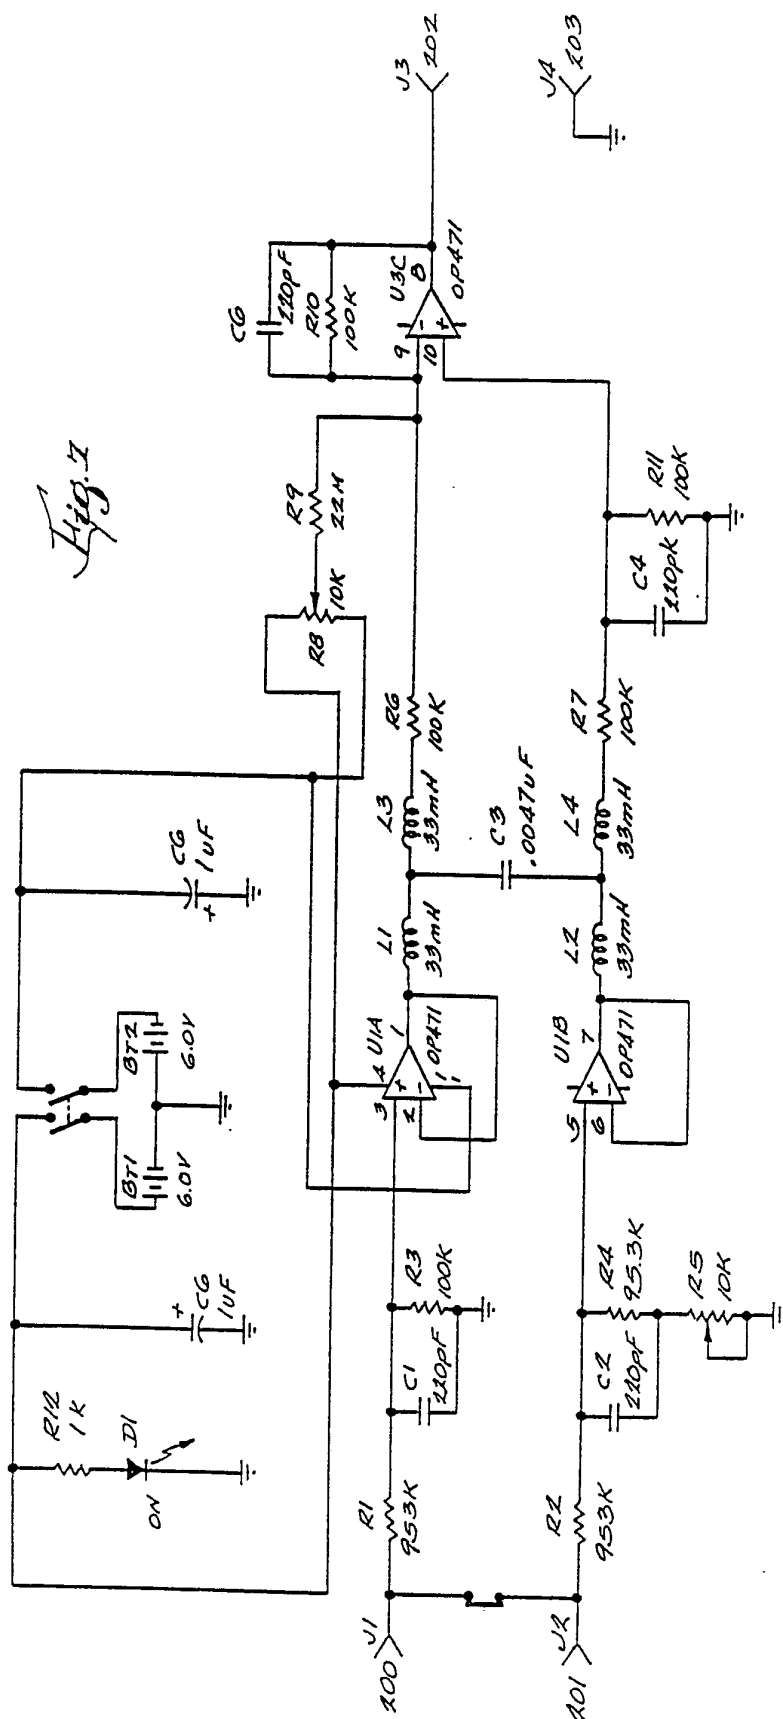 Fig. 7
R12
1K
D1
ON
+
C6
1uF
BT1
6.0V
BT2
6.0V
C6
1uF
+
J1
200
R1
953K
C1
220pF
R3
100K
3
2
4
+
-
11
U1A
1
OP471
L1
33mH
L3
33mH
R6
100K
R8
10K
R9
22M
C6
220pF
R10
100K
9
10
-
+
U3C
8
OP471
J3
202
C3
.0047uF
J2
201
R2
953K
C2
220pF
R4
95.3K
R5
10K
5
6
+
-
U1B
7
OP471
L2
33mH
L4
33mH
R7
100K
C4
220pK
R11
100K
J4
203